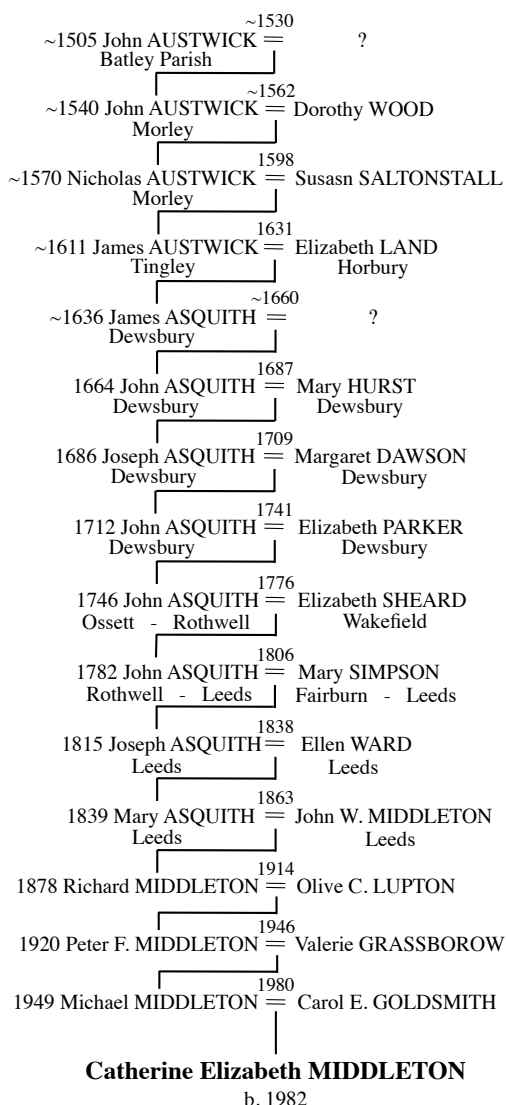 ~1530
~1505 John AUSTWICK = ?
Batley Parish
~1562
~1540 John AUSTWICK = Dorothy WOOD
Morley
1598
~1570 Nicholas AUSTWICK = Susasn SALTONSTALL
Morley
1631
~1611 James AUSTWICK = Elizabeth LAND
Tingley Horbury
~1660
~1636 James ASQUITH = ?
Dewsbury
1687
1664 John ASQUITH = Mary HURST
Dewsbury Dewsbury
1709
1686 Joseph ASQUITH = Margaret DAWSON
Dewsbury Dewsbury
1741
1712 John ASQUITH = Elizabeth PARKER
Dewsbury Dewsbury
1776
1746 John ASQUITH = Elizabeth SHEARD
Ossett - Rothwell Wakefield
1806
1782 John ASQUITH = Mary SIMPSON
Rothwell - Leeds Fairburn - Leeds
1838
1815 Joseph ASQUITH = Ellen WARD
Leeds Leeds
1863
1839 Mary ASQUITH = John W. MIDDLETON
Leeds Leeds
1914
1878 Richard MIDDLETON = Olive C. LUPTON
1946
1920 Peter F. MIDDLETON = Valerie GRASSBOROW
1980
1949 Michael MIDDLETON = Carol E. GOLDSMITH
Catherine Elizabeth MIDDLETON
b. 1982